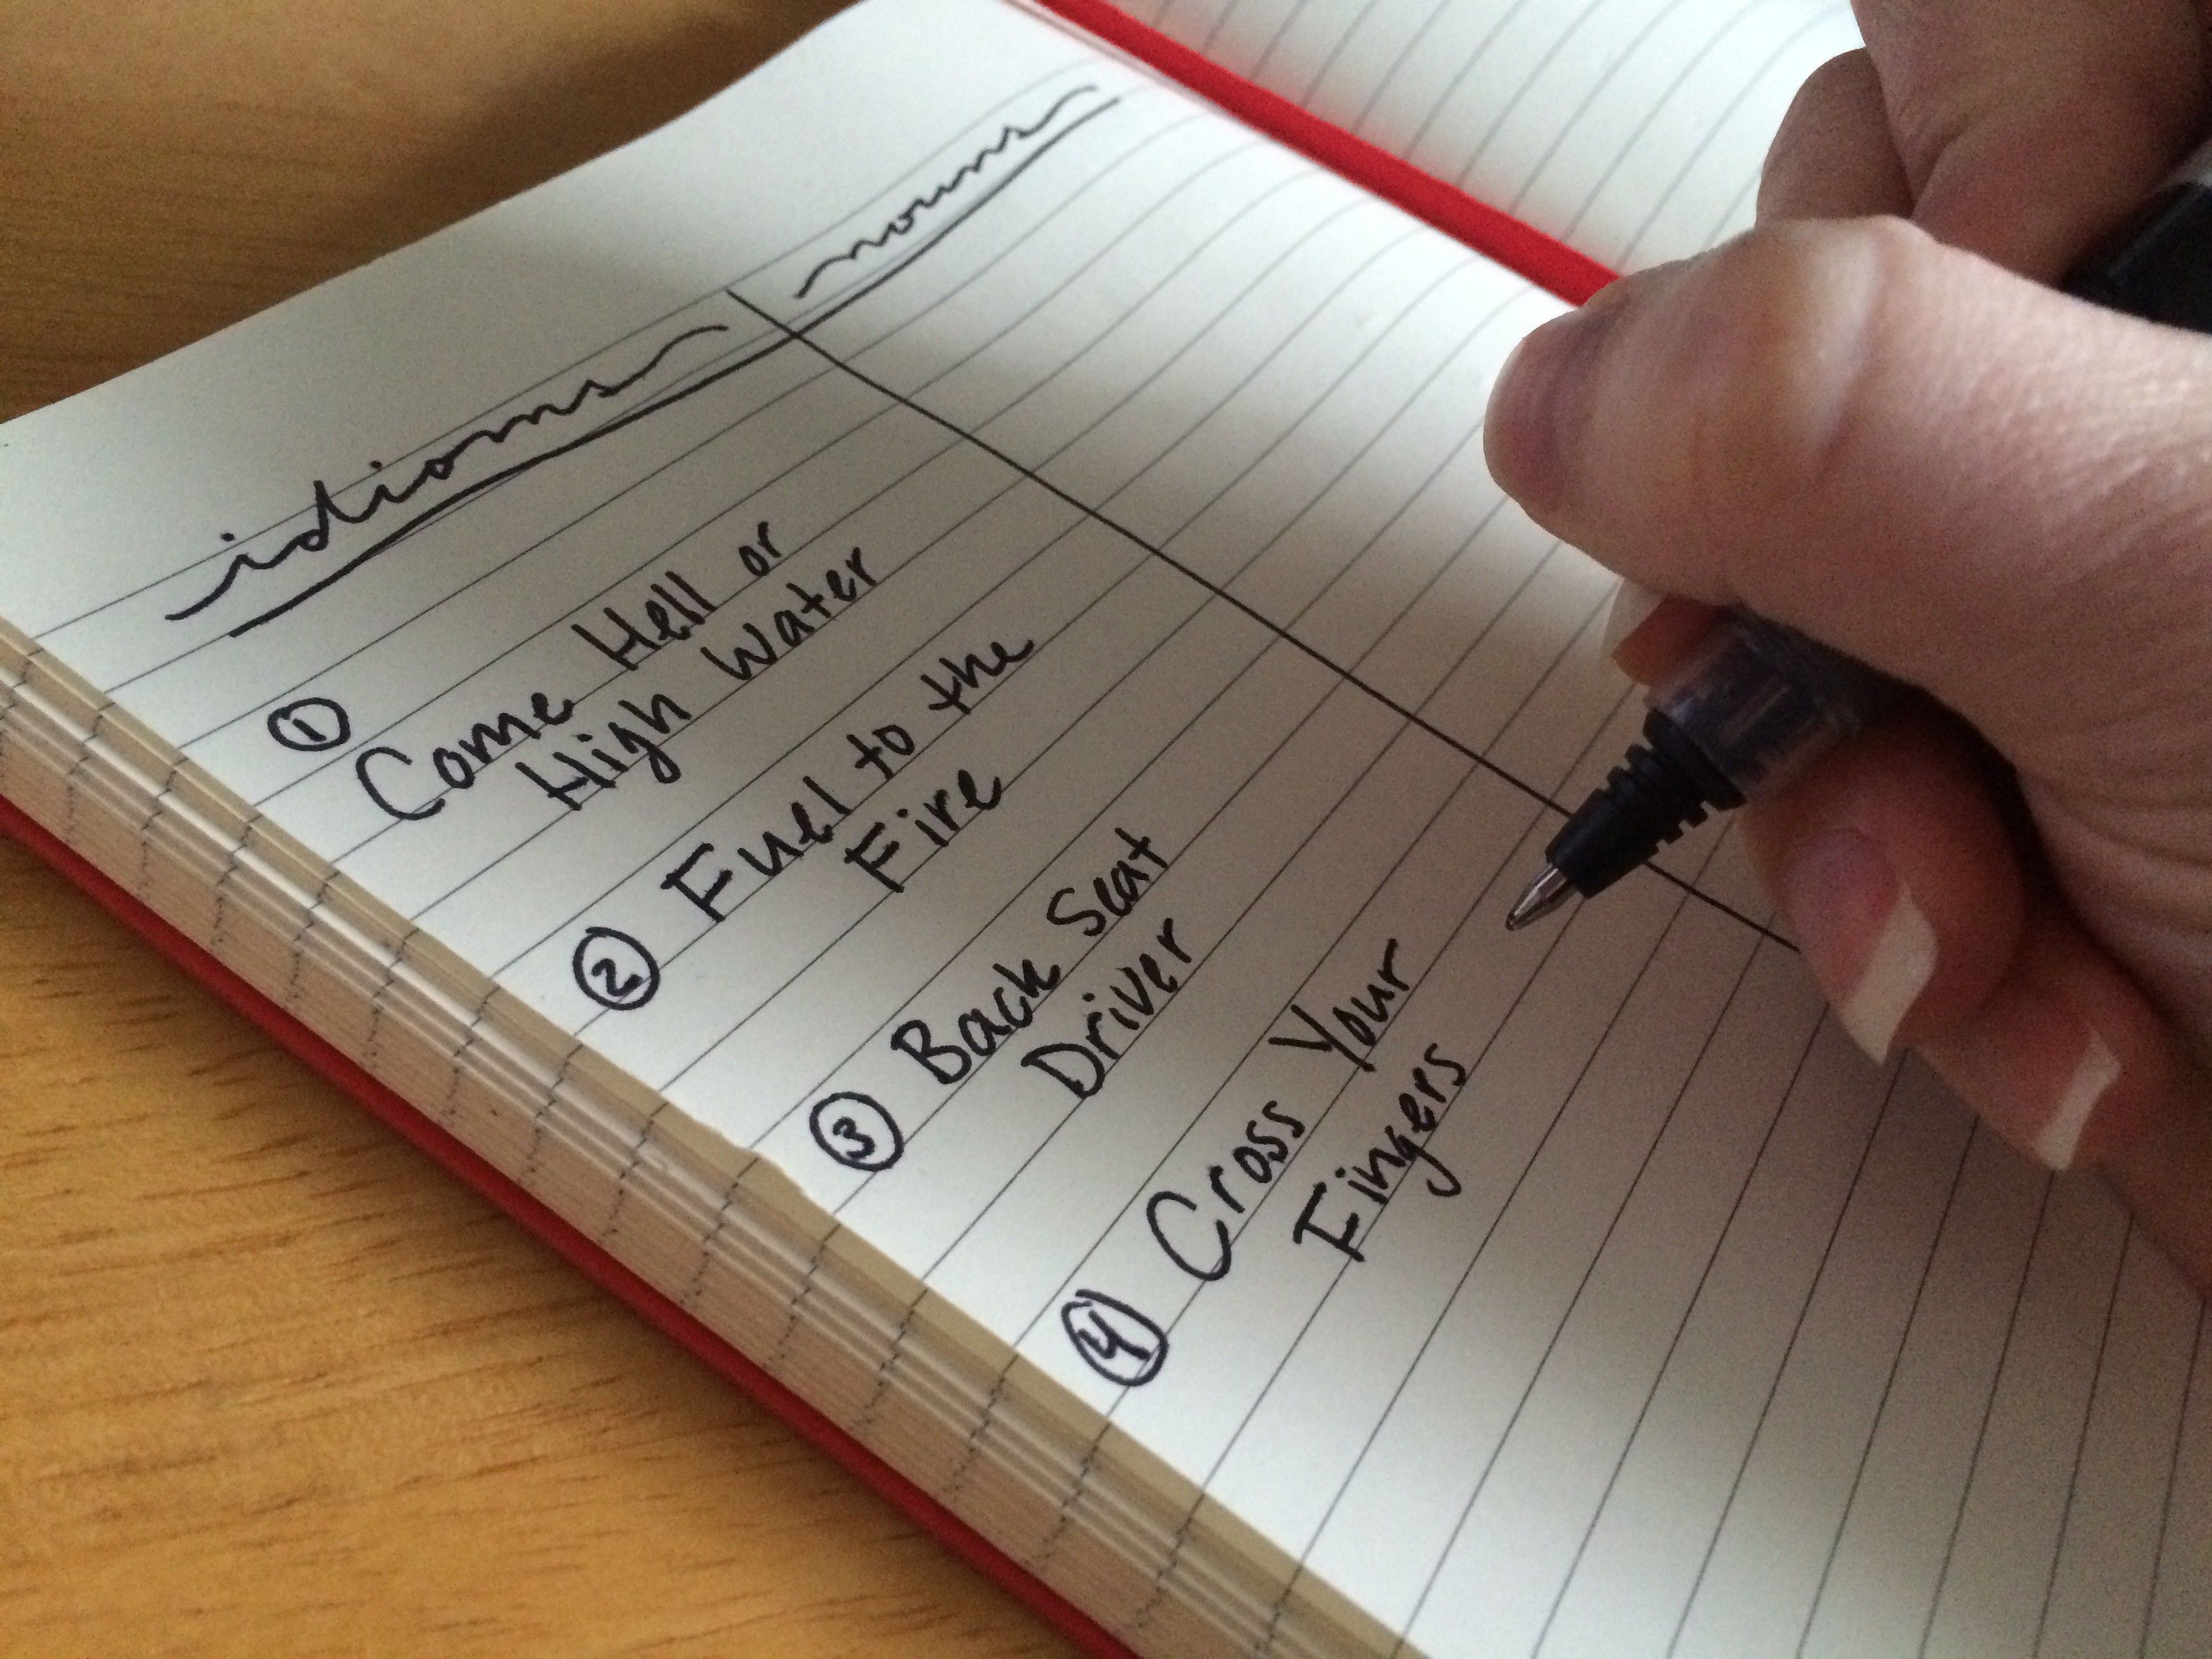 idioms nouns
① Come Hell or
High Water
② Fuel to the
Fire
③ Back Seat
Driver
④ Cross Your
Fingers